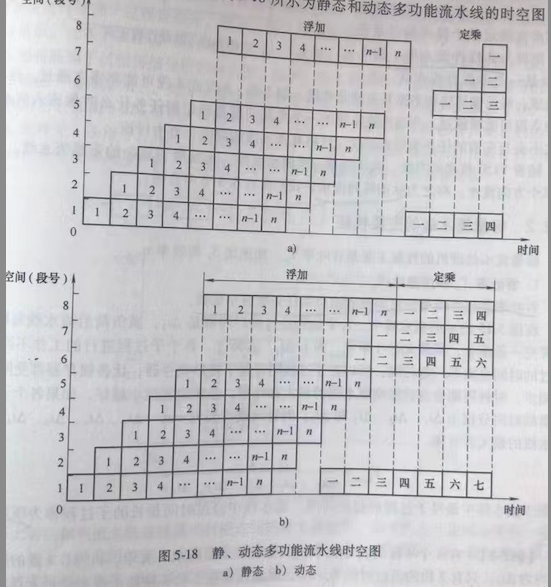 所示为静态和动态多功能流水线的时空图
空间(段号)
浮加 定乘
8 1 2 3 4 … … n-1 n
7 二
6 一 二 三
5 1 2 3 4 … … n-1 n
4 1 2 3 4 … … n-1 n
3 1 2 3 4 … … n-1 n
2 1 2 3 4 … … n-1 n
1 1 2 3 4 … … n-1 n 一 二 三 四
0
时间
a)
空间(段号)
浮加 定乘
8 1 2 3 4 … … n-1 n 一 二 三 四
7 一 二 三 四 五
6 一 二 三 四 五 六
5 1 2 3 4 … … n-1 n
4 1 2 3 4 … … n-1 n
3 1 2 3 4 … … n-1 n
2 1 2 3 4 … … n-1 n
1 1 2 3 4 … … n-1 n 一 二 三 四 五 六 七
0
时间
b)
图 5-18 静、动态多功能流水线时空图
a) 静态 b) 动态